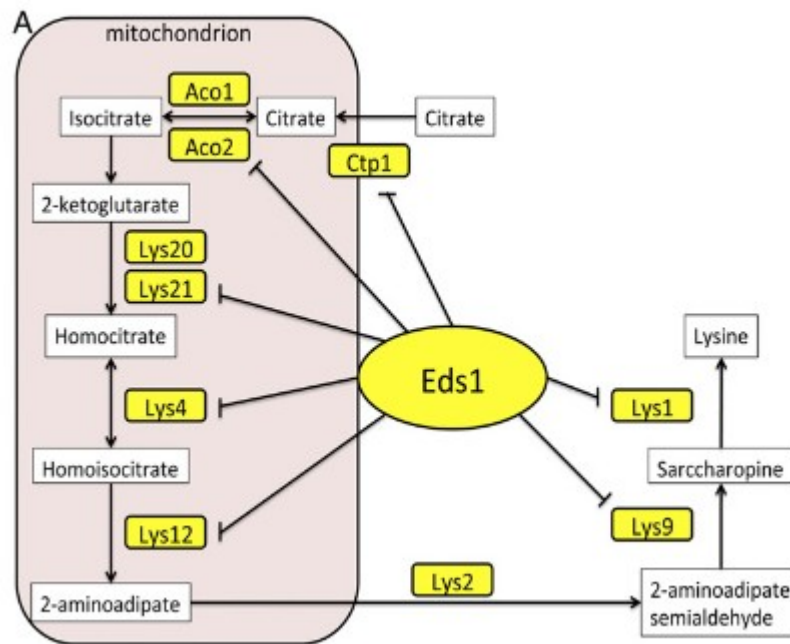 A
mitochondrion
Aco1
Isocitrate
Citrate
Citrate
Aco2
Ctp1
2-ketoglutarate
Lys20
Lys21
Homocitrate
Eds1
Lysine
Lys4
Lys1
Homoisocitrate
Sarccharopine
Lys12
Lys9
Lys2
2-aminoadipate
2-aminoadipate
semialdehyde